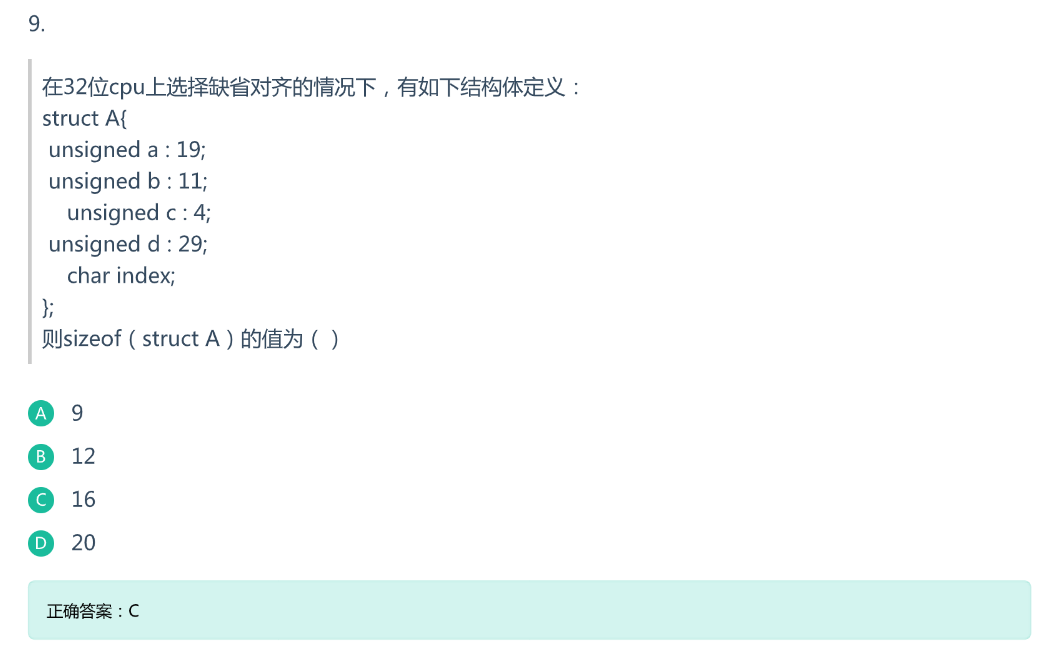 9.
在32位cpu上选择缺省对齐的情况下，有如下结构体定义：
struct A{
unsigned a : 19;
unsigned b : 11;
unsigned c : 4;
unsigned d : 29;
char index;
};
则sizeof（struct A）的值为（ ）
A 9
B 12
C 16
D 20
正确答案：C